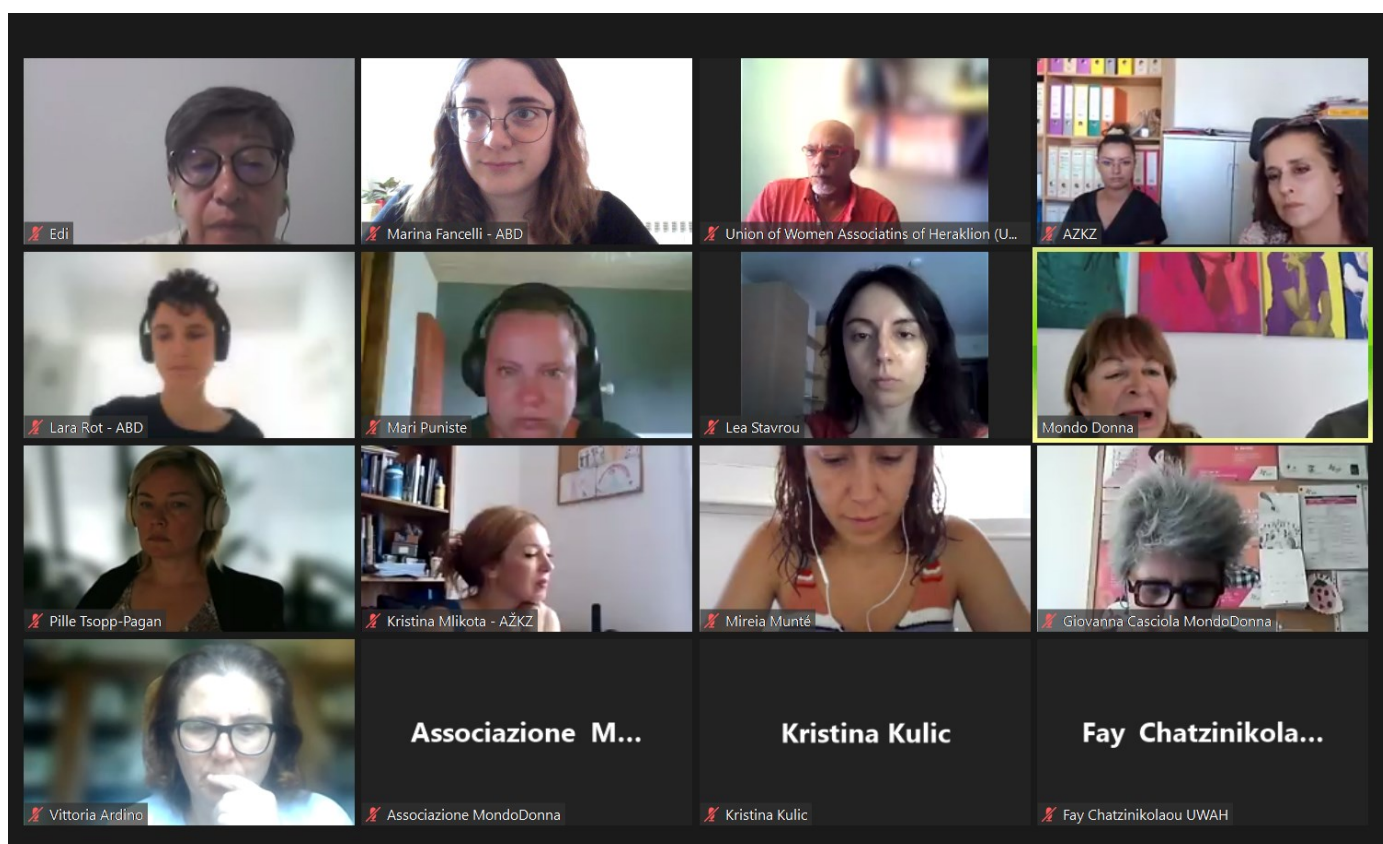 Edi
Marina Fancelli - ABD
Union of Women Associatins of Heraklion (U...
AZKZ
Lara Rot - ABD
Mari Puniste
Lea Stavrou
Mondo Donna
Pille Tsopp-Pagan
Kristina Mlikota - AŽKZ
Mireia Munté
Giovanna Casciola MondoDonna
Vittoria Ardino
Associazione M...
Associazione MondoDonna
Kristina Kulic
Kristina Kulic
Fay Chatzinikola...
Fay Chatzinikolaou UWAH